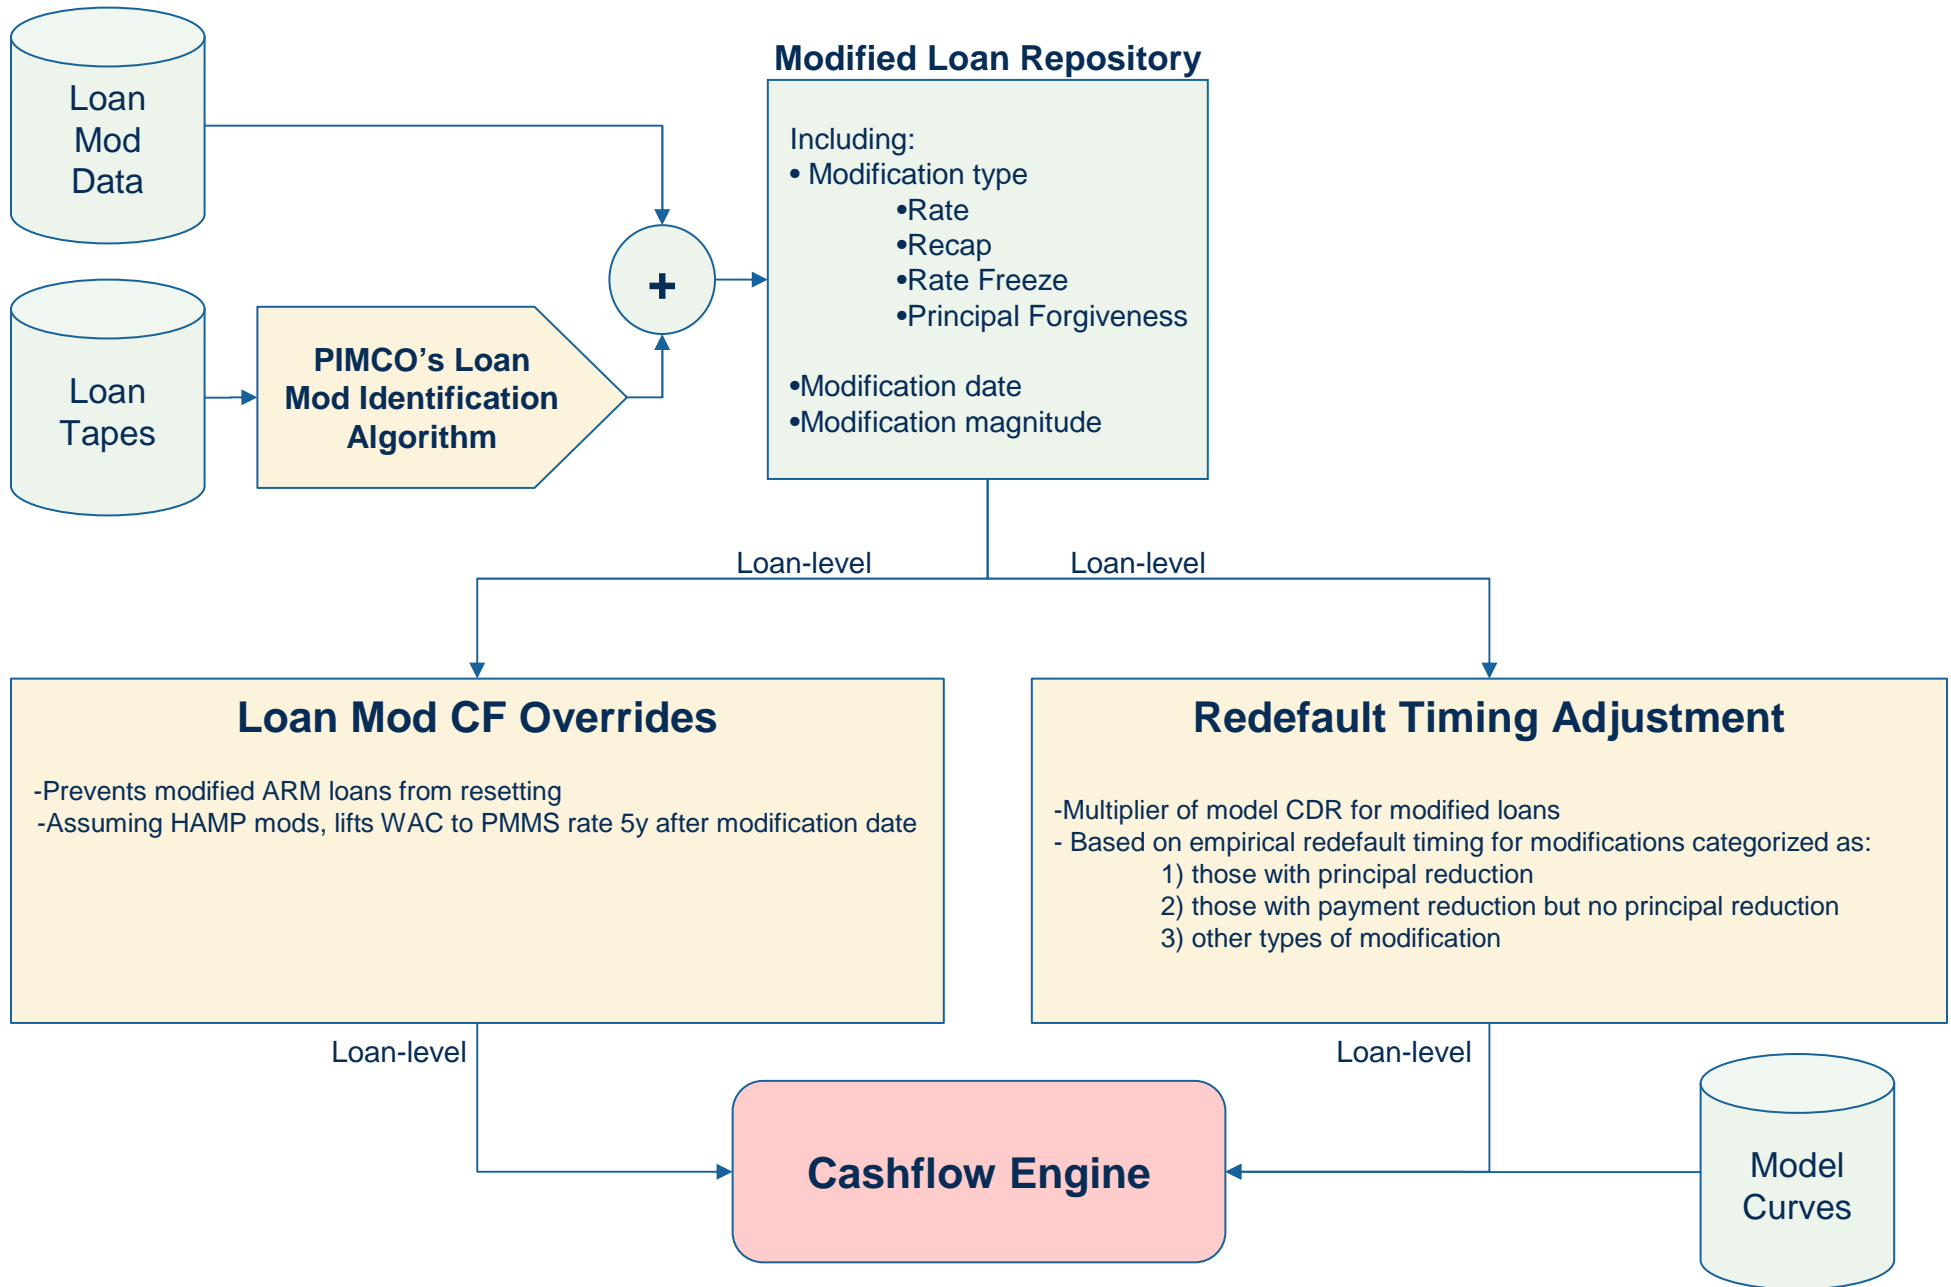 Modified Loan Repository
Loan
Mod
Data
Including:
• Modification type
•Rate
•Recap
•Rate Freeze
•Principal Forgiveness
•Modification date
•Modification magnitude
+
Loan
Tapes
PIMCO’s Loan
Mod Identification
Algorithm
Loan-level
Loan-level
Loan Mod CF Overrides
-Prevents modified ARM loans from resetting
-Assuming HAMP mods, lifts WAC to PMMS rate 5y after modification date
Redefault Timing Adjustment
-Multiplier of model CDR for modified loans
- Based on empirical redefault timing for modifications categorized as:
1) those with principal reduction
2) those with payment reduction but no principal reduction
3) other types of modification
Loan-level
Loan-level
Cashflow Engine
Model
Curves